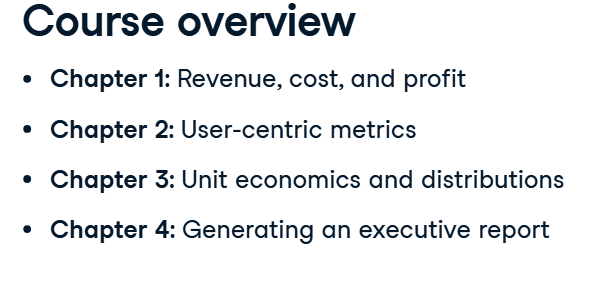 Course overview
• Chapter 1: Revenue, cost, and profit
• Chapter 2: User-centric metrics
• Chapter 3: Unit economics and distributions
• Chapter 4: Generating an executive report